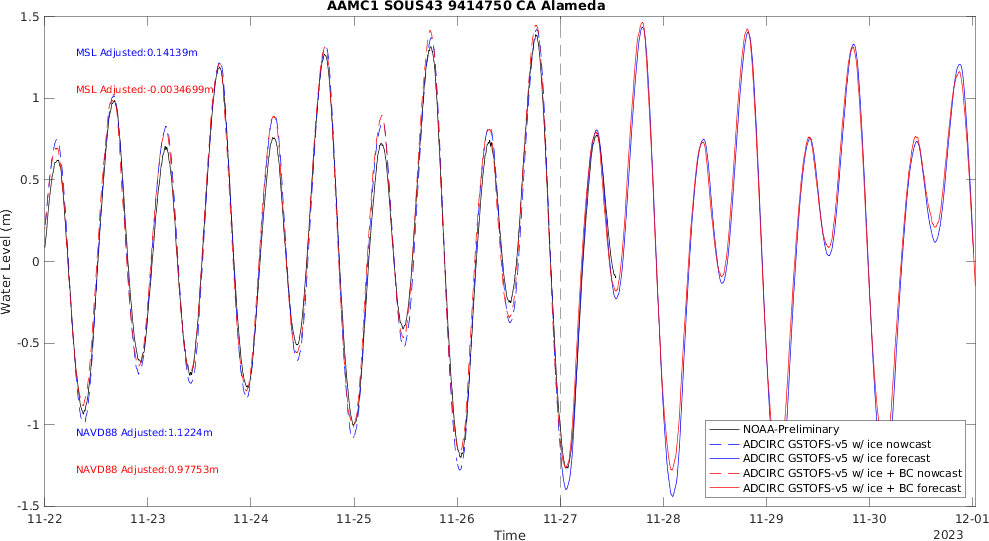 AAMC1 SOUS43 9414750 CA Alameda
1.5
1
0.5
0
-0.5
-1
-1.5
Water Level (m)
MSL Adjusted:0.14139m
MSL Adjusted:-0.0034699m
NAVD88 Adjusted:1.1224m
NAVD88 Adjusted:0.97753m
NOAA-Preliminary
ADCIRC GSTOFS-v5 w/ ice nowcast
ADCIRC GSTOFS-v5 w/ ice forecast
ADCIRC GSTOFS-v5 w/ ice + BC nowcast
ADCIRC GSTOFS-v5 w/ ice + BC forecast
11-22 11-23 11-24 11-25 11-26 11-27 11-28 11-29 11-30 12-01
Time
2023